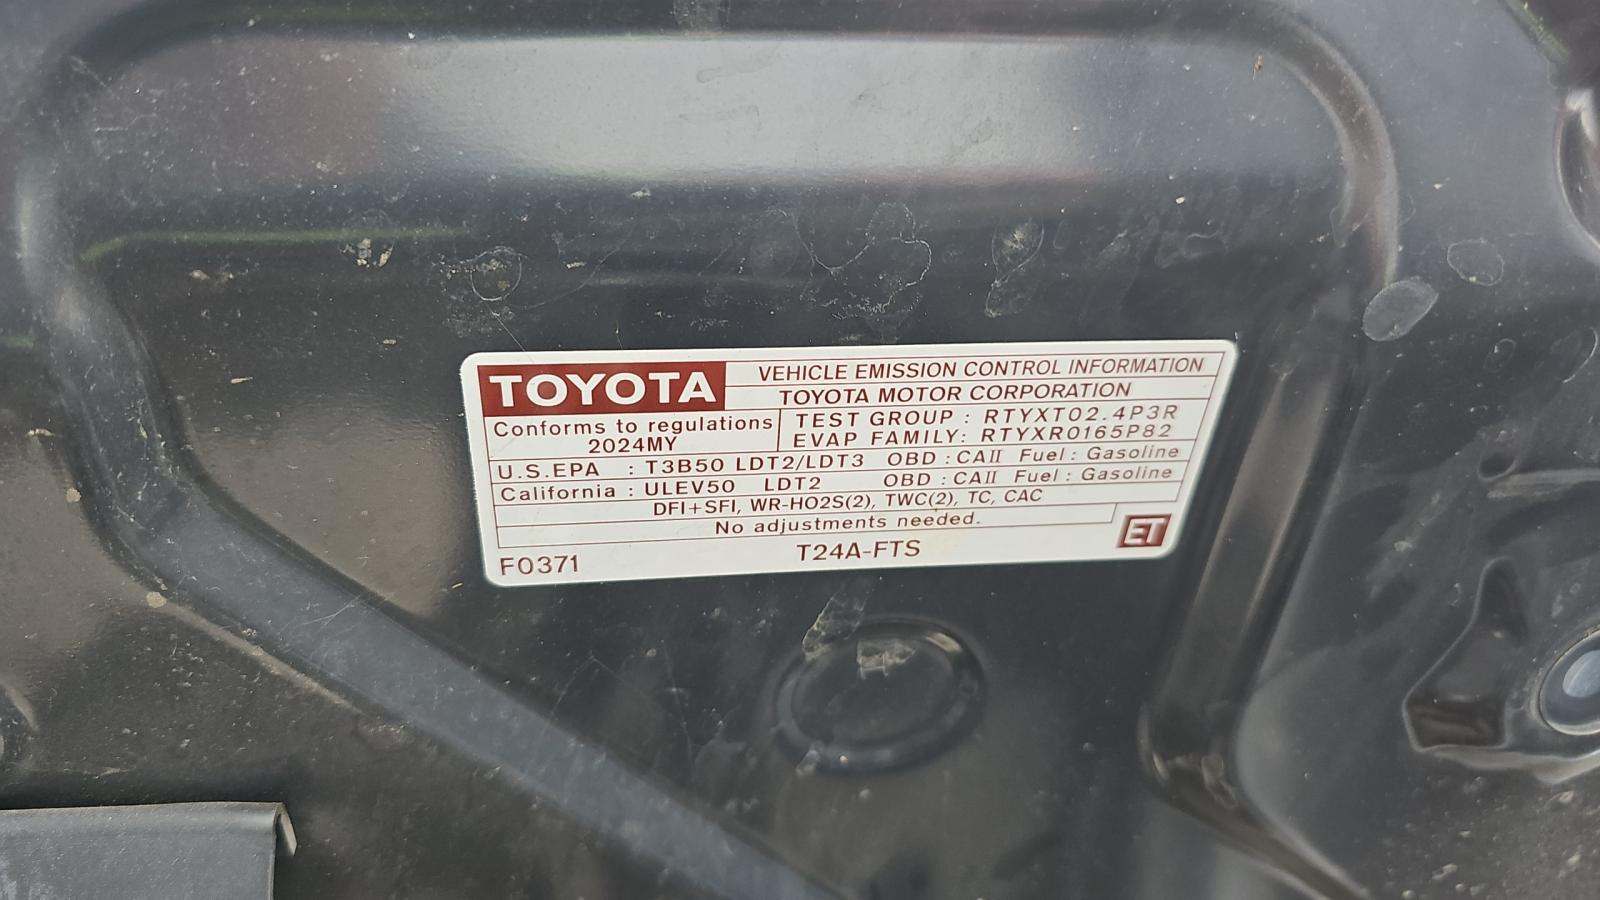 TOYOTA VEHICLE EMISSION CONTROL INFORMATION
TOYOTA MOTOR CORPORATION
Conforms to regulations
2024MY
TEST GROUP : RTYXT02.4P3R
EVAP FAMILY: RTYXR0165P82
U.S.EPA : T3B50 LDT2/LDT3 OBD : CAII Fuel : Gasoline
California : ULEV50 LDT2 OBD : CAII Fuel : Gasoline
DFI+SFI, WR-HO2S(2), TWC(2), TC, CAC
No adjustments needed.
F0371 T24A-FTS ET